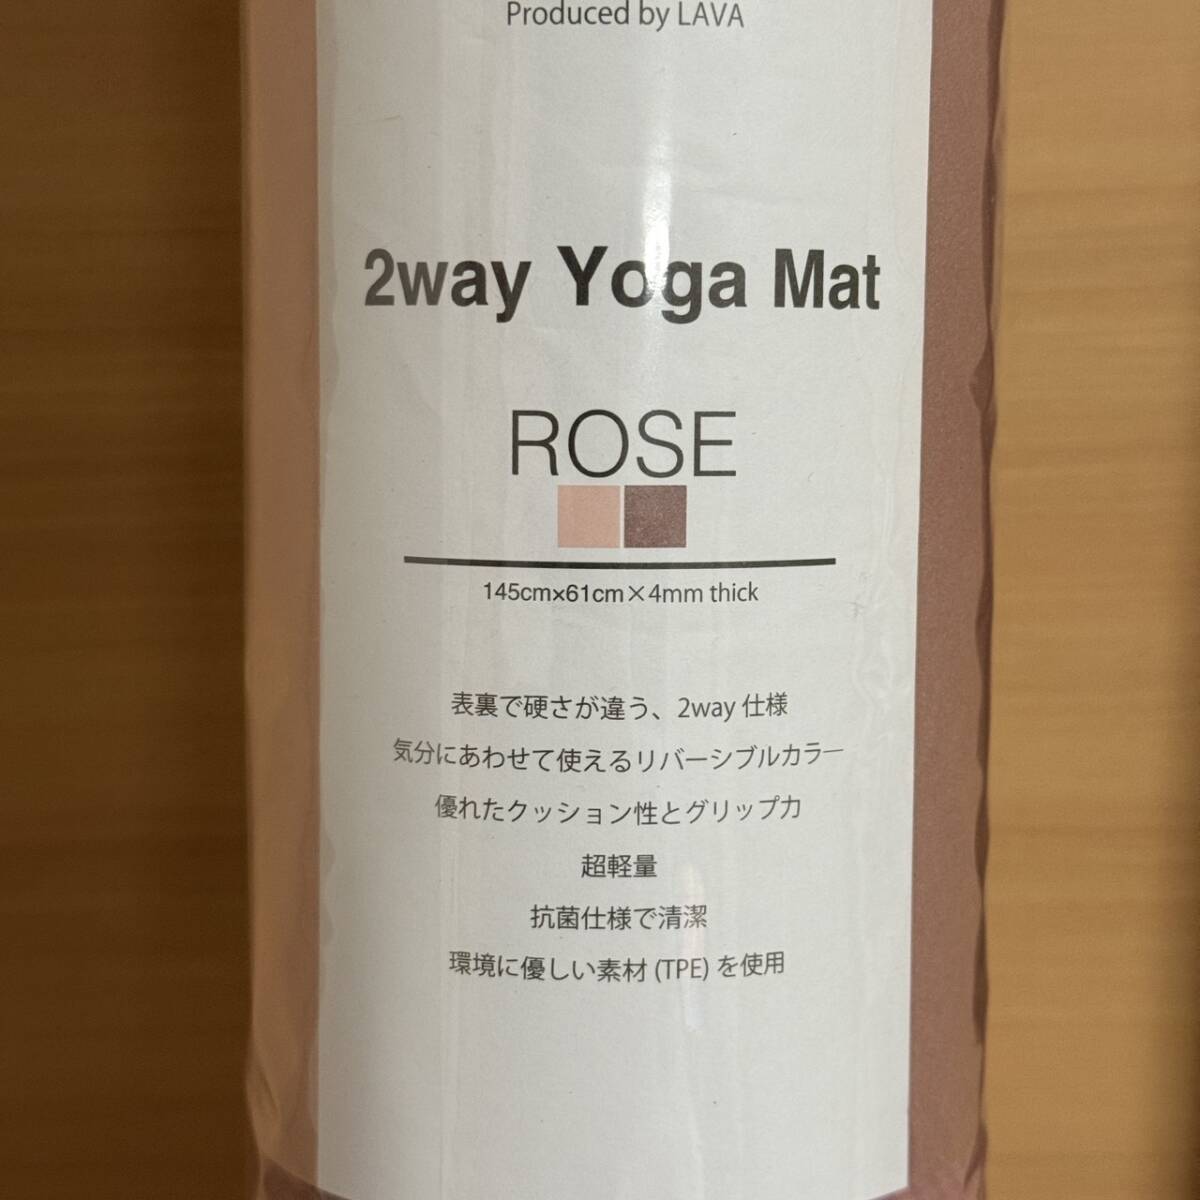 Produced by LAVA
2way Yoga Mat
ROSE
145cm×61cm×4mm thick
表裏で硬さが違う、2way 仕様
気分にあわせて使えるリバーシブルカラー
優れたクッション性とグリップ力
超軽量
抗菌仕様で清潔
環境に優しい素材 (TPE) を使用